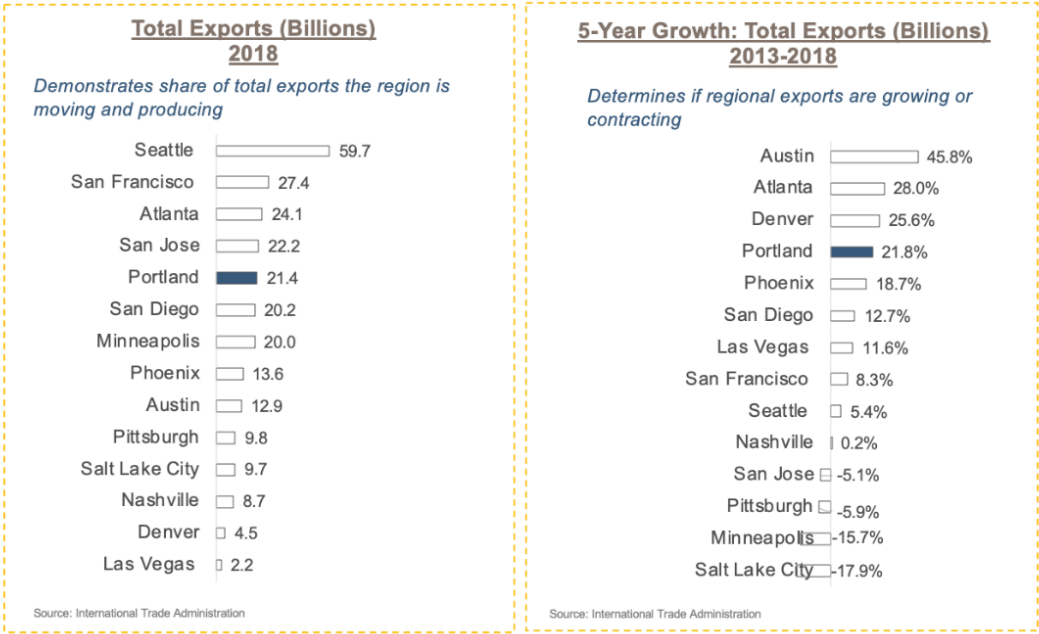 Total Exports (Billions)
2018
Demonstrates share of total exports the region is
moving and producing
Seattle 59.7
San Francisco 27.4
Atlanta 24.1
San Jose 22.2
Portland 21.4
San Diego 20.2
Minneapolis 20.0
Phoenix 13.6
Austin 12.9
Pittsburgh 9.8
Salt Lake City 9.7
Nashville 8.7
Denver 4.5
Las Vegas 2.2
Source: International Trade Administration
5-Year Growth: Total Exports (Billions)
2013-2018
Determines if regional exports are growing or
contracting
Austin 45.8%
Atlanta 28.0%
Denver 25.6%
Portland 21.8%
Phoenix 18.7%
San Diego 12.7%
Las Vegas 11.6%
San Francisco 8.3%
Seattle 5.4%
Nashville 0.2%
San Jose -5.1%
Pittsburgh -5.9%
Minneapolis -15.7%
Salt Lake City -17.9%
Source: International Trade Administration